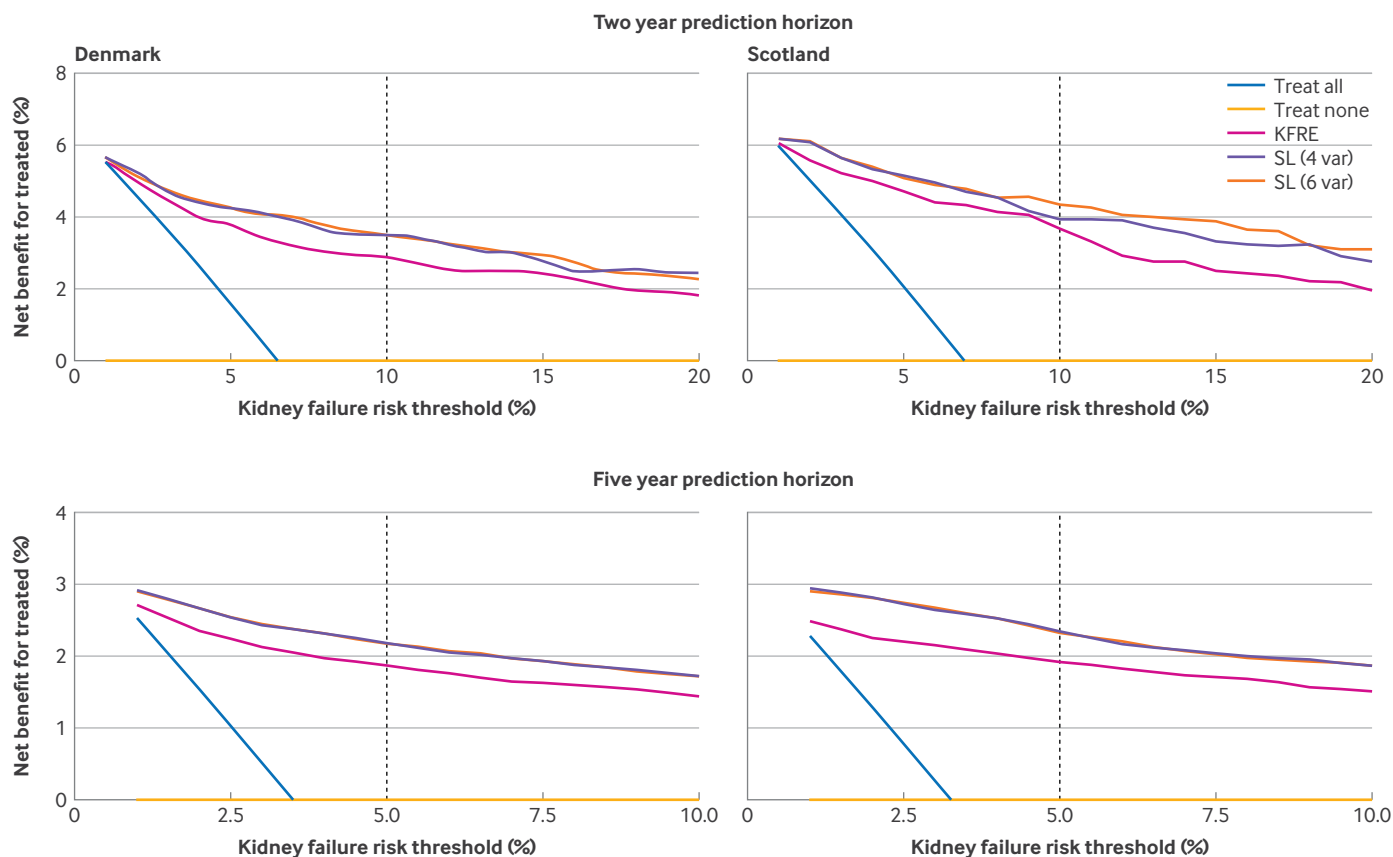 Two year prediction horizon
Denmark
Scotland
Net benefit for treated (%)
8
6
4
2
0
0
5
10
15
20
Kidney failure risk threshold (%)
Treat all
Treat none
KFRE
SL (4 var)
SL (6 var)
0
5
10
15
20
Kidney failure risk threshold (%)
Five year prediction horizon
Net benefit for treated (%)
4
3
2
1
0
0
2.5
5.0
7.5
10.0
Kidney failure risk threshold (%)
0
2.5
5.0
7.5
10.0
Kidney failure risk threshold (%)